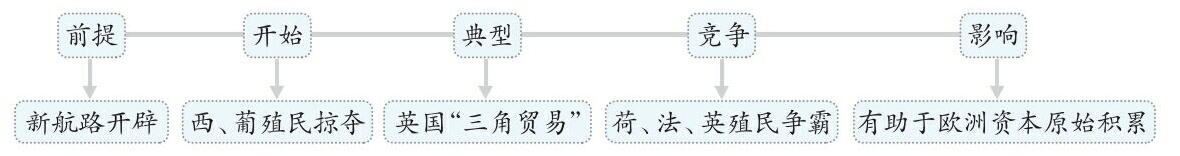 前提 开始 典型 竞争 影响
新航路开辟 西、葡殖民掠夺 英国“三角贸易” 荷、法、英殖民争霸 有助于欧洲资本原始积累